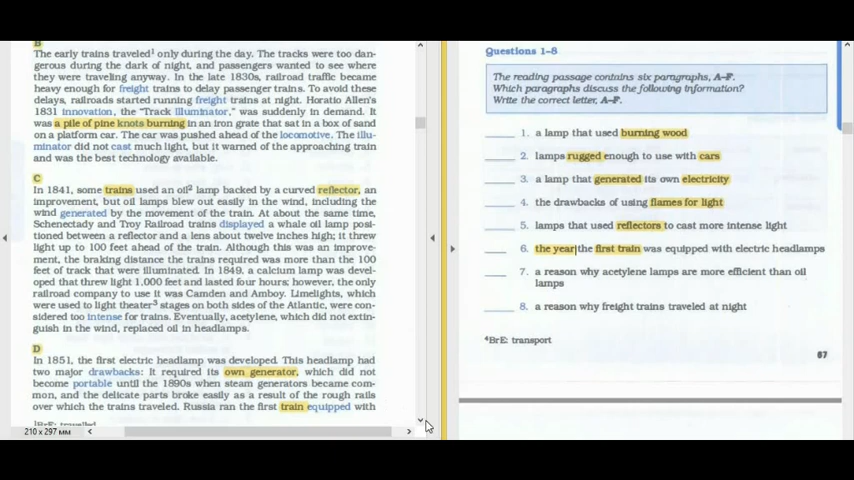 B
The early trains traveled¹ only during the day. The tracks were too dan-
gerous during the dark of night, and passengers wanted to see where
they were traveling anyway. In the late 1830s, railroad traffic became
heavy enough for freight trains to delay passenger trains. To avoid these
delays, railroads started running freight trains at night. Horatio Allen's
1831 innovation, the "Track Illuminator," was suddenly in demand. It
was a pile of pine knots burning in an iron grate that sat in a box of sand
on a platform car. The car was pushed ahead of the locomotive. The illu-
minator did not cast much light, but it warned of the approaching train
and was the best technology available.
C
In 1841, some trains used an oil² lamp backed by a curved reflector, an
improvement, but oil lamps blew out easily in the wind, including the
wind generated by the movement of the train. At about the same time,
Schenectady and Troy Railroad trains displayed a whale oil lamp posi-
tioned between a reflector and a lens about twelve inches high; it threw
light up to 100 feet ahead of the train. Although this was an improve-
ment, the braking distance the trains required was more than the 100
feet of track that were illuminated. In 1849, a calcium lamp was devel-
oped that threw light 1,000 feet and lasted four hours; however, the only
railroad company to use it was Camden and Amboy. Limelights, which
were used to light theater³ stages on both sides of the Atlantic, were con-
sidered too intense for trains. Eventually, acetylene, which did not extin-
guish in the wind, replaced oil in headlamps.
D
In 1851, the first electric headlamp was developed. This headlamp had
two major drawbacks: It required its own generator, which did not
become portable until the 1890s when steam generators became com-
mon, and the delicate parts broke easily as a result of the rough rails
over which the trains traveled. Russia ran the first train equipped with
210 x 297 мм
Questions 1–8
The reading passage contains six paragraphs, A–F.
Which paragraphs discuss the following information?
Write the correct letter, A–F.
1. a lamp that used burning wood
2. lamps rugged enough to use with cars
3. a lamp that generated its own electricity
4. the drawbacks of using flames for light
5. lamps that used reflectors to cast more intense light
6. the year the first train was equipped with electric headlamps
7. a reason why acetylene lamps are more efficient than oil
lamps
8. a reason why freight trains traveled at night
⁴BrE: transport
67